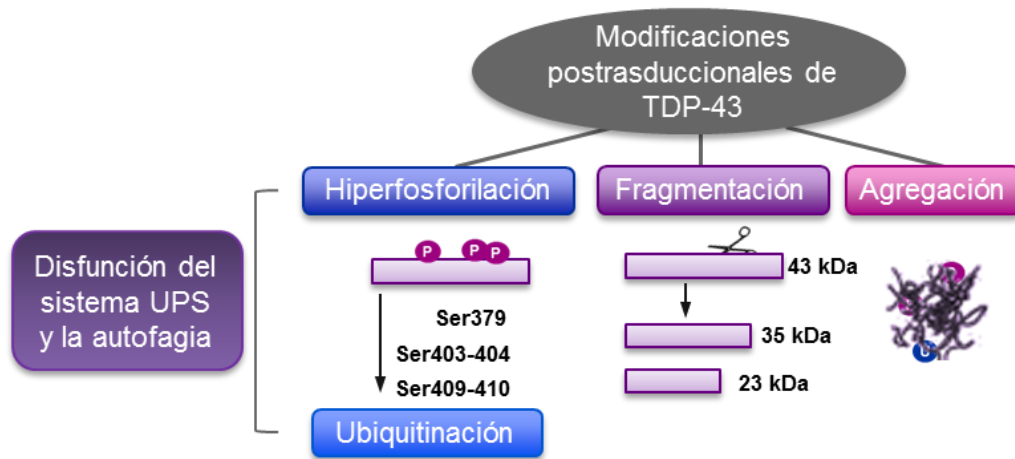 Modificaciones
postrasduccionales de
TDP-43
Hiperfosforilación
Fragmentación
Agregación
Disfunción del
sistema UPS
y la autofagia
P
P
P
Ser379
Ser403-404
Ser409-410
Ubiquitinación
43 kDa
35 kDa
23 kDa
U